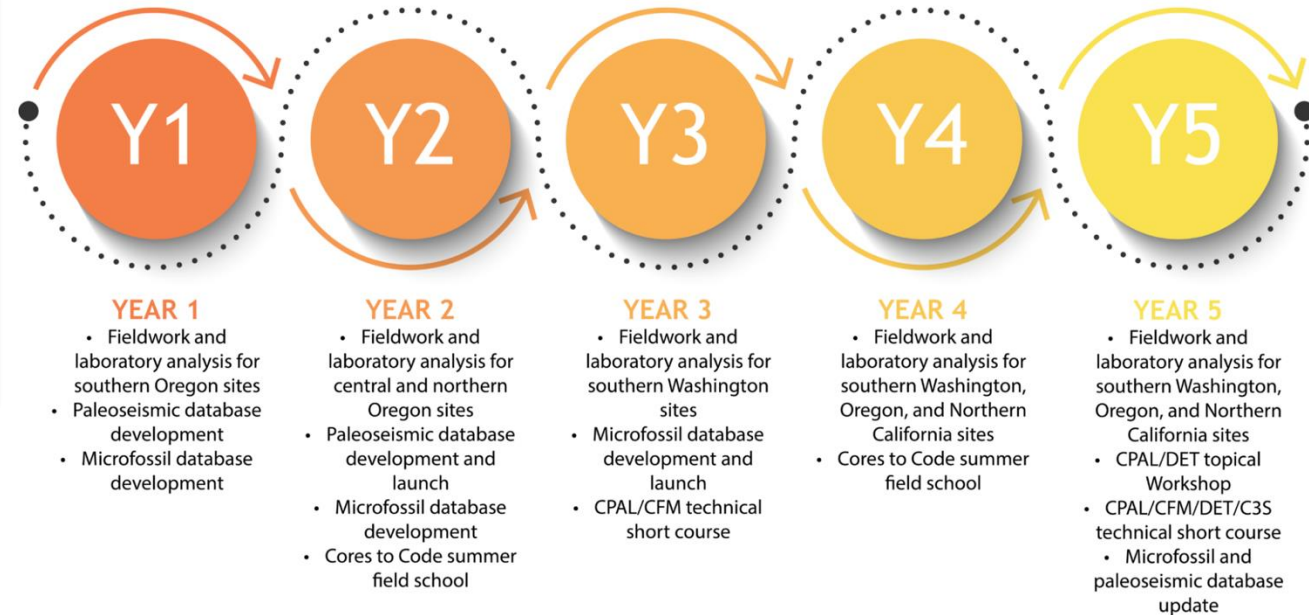 Y1
Y2
Y3
Y4
Y5
YEAR 1
• Fieldwork and
laboratory analysis for
southern Oregon sites
• Paleoseismic database
development
• Microfossil database
development
YEAR 2
• Fieldwork and
laboratory analysis for
central and northern
Oregon sites
• Paleoseismic database
development and
launch
• Microfossil database
development
• Cores to Code summer
field school
YEAR 3
• Fieldwork and
laboratory analysis for
southern Washington
sites
• Microfossil database
development and
launch
• CPAL/CFM technical
short course
YEAR 4
• Fieldwork and
laboratory analysis for
southern Washington,
Oregon, and Northern
California sites
• Cores to Code summer
field school
YEAR 5
• Fieldwork and
laboratory analysis for
southern Washington,
Oregon, and Northern
California sites
• CPAL/DET topical
Workshop
• CPAL/CFM/DET/C3S
technical short course
• Microfossil and
paleoseismic database
update